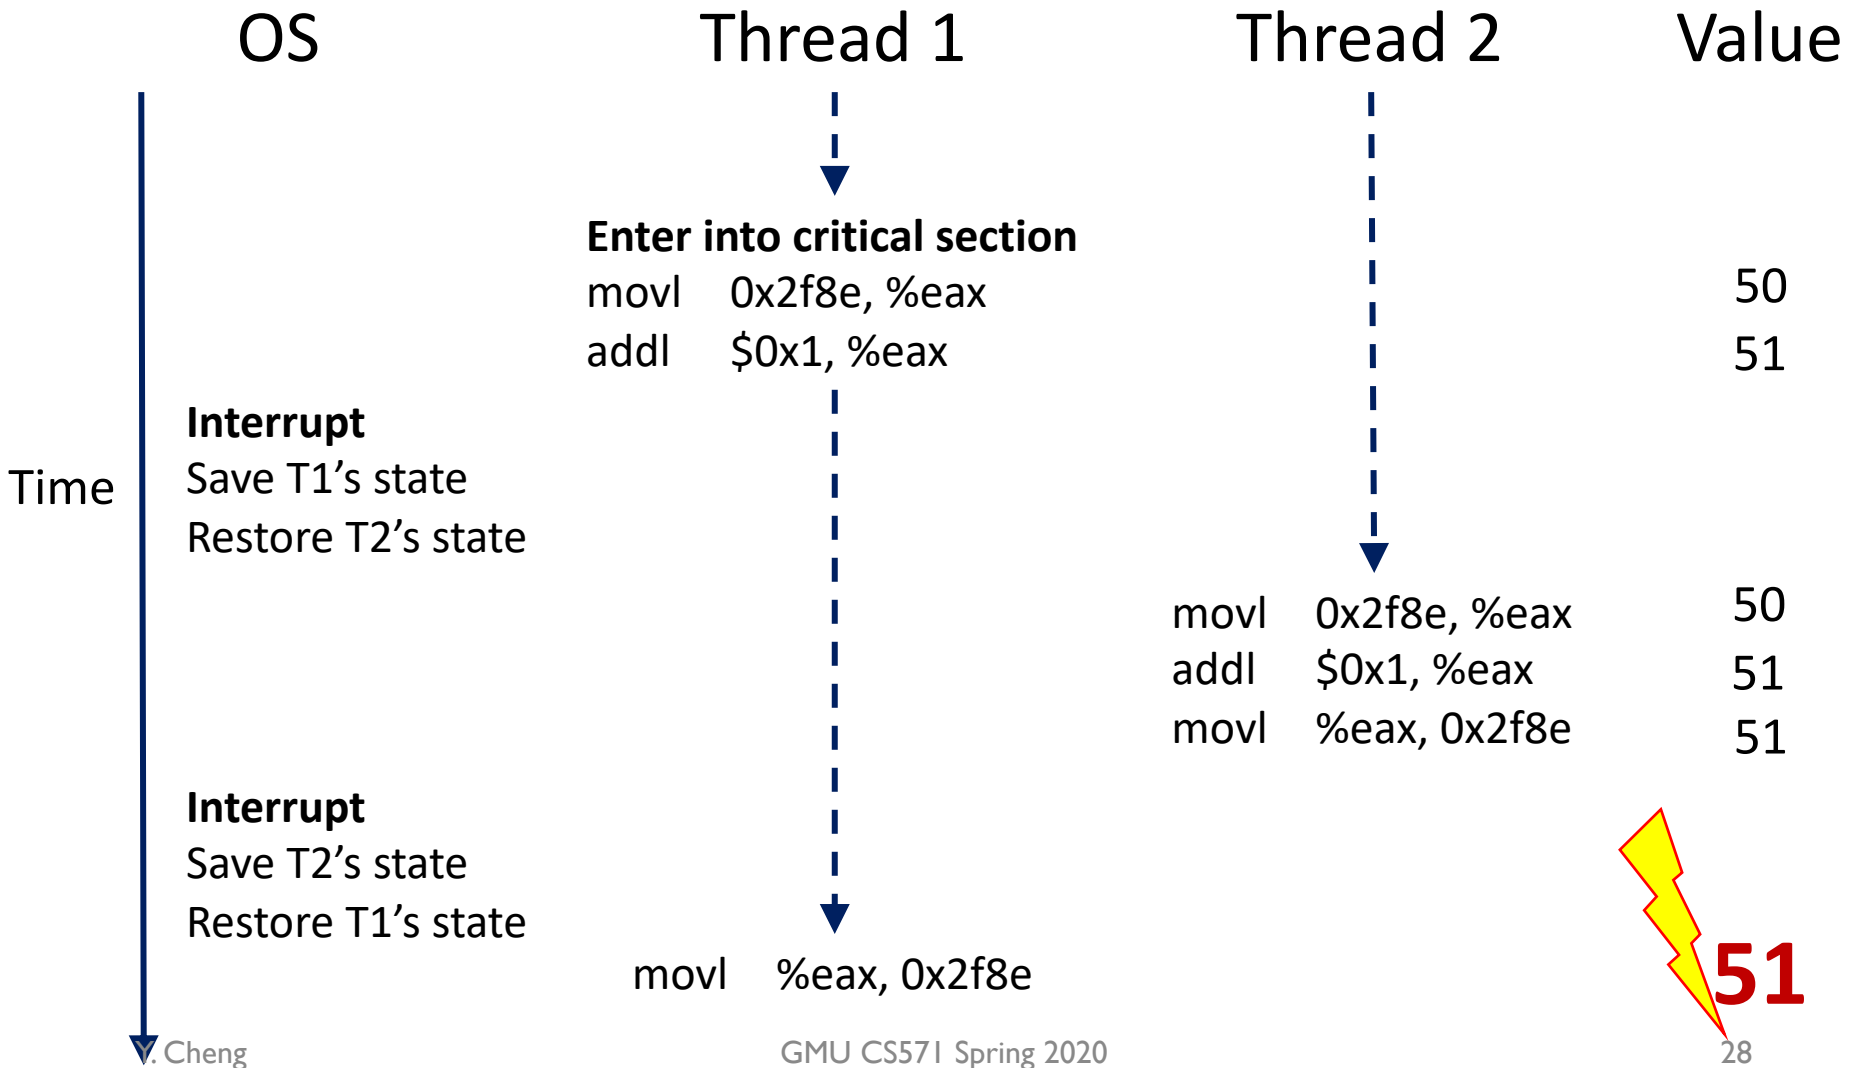 OS Thread 1 Thread 2 Value
Enter into critical section
movl 0x2f8e, %eax 50
addl $0x1, %eax 51
Interrupt
Save T1’s state
Time
Restore T2’s state
movl 0x2f8e, %eax 50
addl $0x1, %eax 51
movl %eax, 0x2f8e 51
Interrupt
Save T2’s state
Restore T1’s state
movl %eax, 0x2f8e 51
Y. Cheng GMU CS571 Spring 2020 28